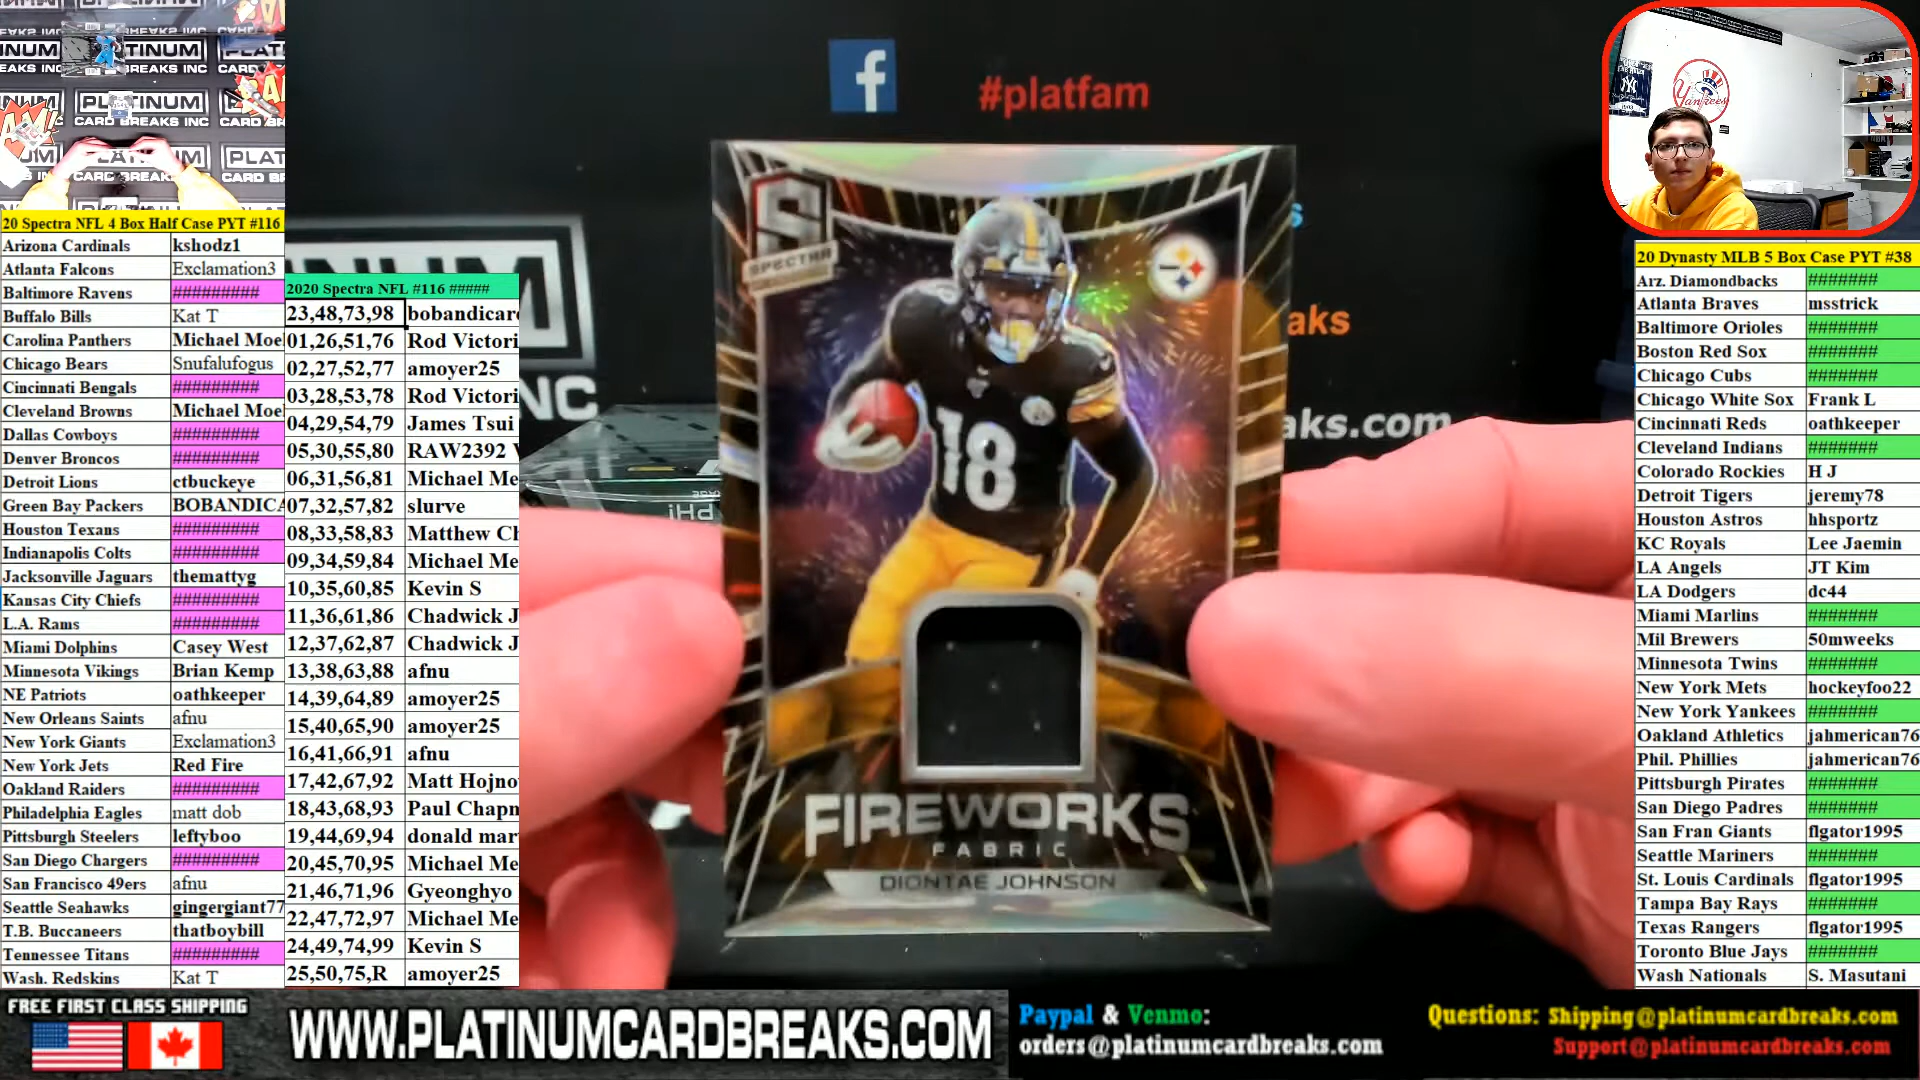 #platfam
20 Spectra NFL 4 Box Half Case PYT #116
Arizona Cardinals kshodz1
Atlanta Falcons Exclamation3
Baltimore Ravens #########
Buffalo Bills Kat T
Carolina Panthers Michael Moe
Chicago Bears Snufalufogus
Cincinnati Bengals #########
Cleveland Browns Michael Moe
Dallas Cowboys #########
Denver Broncos #########
Detroit Lions ctbuckeye
Green Bay Packers BOBANDICA
Houston Texans #########
Indianapolis Colts #########
Jacksonville Jaguars themattyg
Kansas City Chiefs #########
L.A. Rams #########
Miami Dolphins Casey West
Minnesota Vikings Brian Kemp
NE Patriots oathkeeper
New Orleans Saints afnu
New York Giants Exclamation3
New York Jets Red Fire
Oakland Raiders #########
Philadelphia Eagles matt dob
Pittsburgh Steelers leftyboo
San Diego Chargers #########
San Francisco 49ers afnu
Seattle Seahawks gingergiant77
T.B. Buccaneers thatboybill
Tennessee Titans #########
Wash. Redskins Kat T
2020 Spectra NFL #116 #####
23,48,73,98 bobandicar
01,26,51,76 Rod Victori
02,27,52,77 amoyer25
03,28,53,78 Rod Victori
04,29,54,79 James Tsui
05,30,55,80 RAW2392
06,31,56,81 Michael Me
07,32,57,82 slurve
08,33,58,83 Matthew Ch
09,34,59,84 Michael Me
10,35,60,85 Kevin S
11,36,61,86 Chadwick J
12,37,62,87 Chadwick J
13,38,63,88 afnu
14,39,64,89 amoyer25
15,40,65,90 amoyer25
16,41,66,91 afnu
17,42,67,92 Matt Hojno
18,43,68,93 Paul Chapn
19,44,69,94 donald mar
20,45,70,95 Michael Me
21,46,71,96 Gyeonghyo
22,47,72,97 Michael Me
24,49,74,99 Kevin S
25,50,75,R amoyer25
SPECTRA
Steelers
18
FIREWORKS
FABRIC
DIONTAE JOHNSON
aks
aks.com
INC
Yankees
20 Dynasty MLB 5 Box Case PYT #38
Arz. Diamondbacks #######
Atlanta Braves msstrick
Baltimore Orioles #######
Boston Red Sox #######
Chicago Cubs #######
Chicago White Sox Frank L
Cincinnati Reds oathkeeper
Cleveland Indians #######
Colorado Rockies H J
Detroit Tigers jeremy78
Houston Astros hhsportz
KC Royals Lee Jaemin
LA Angels JT Kim
LA Dodgers dc44
Miami Marlins #######
Mil Brewers 50mweeks
Minnesota Twins #######
New York Mets hockeyfoo22
New York Yankees #######
Oakland Athletics jahmerican76
Phil. Phillies jahmerican76
Pittsburgh Pirates #######
San Diego Padres #######
San Fran Giants flgator1995
Seattle Mariners #######
St. Louis Cardinals flgator1995
Tampa Bay Rays #######
Texas Rangers flgator1995
Toronto Blue Jays #######
Wash Nationals S. Masutani
FREE FIRST CLASS SHIPPING
WWW.PLATINUMCARDBREAKS.COM
Paypal & Venmo:
orders@platinumcardbreaks.com
Questions: Shipping@platinumcardbreaks.com
Support@platinumcardbreaks.com